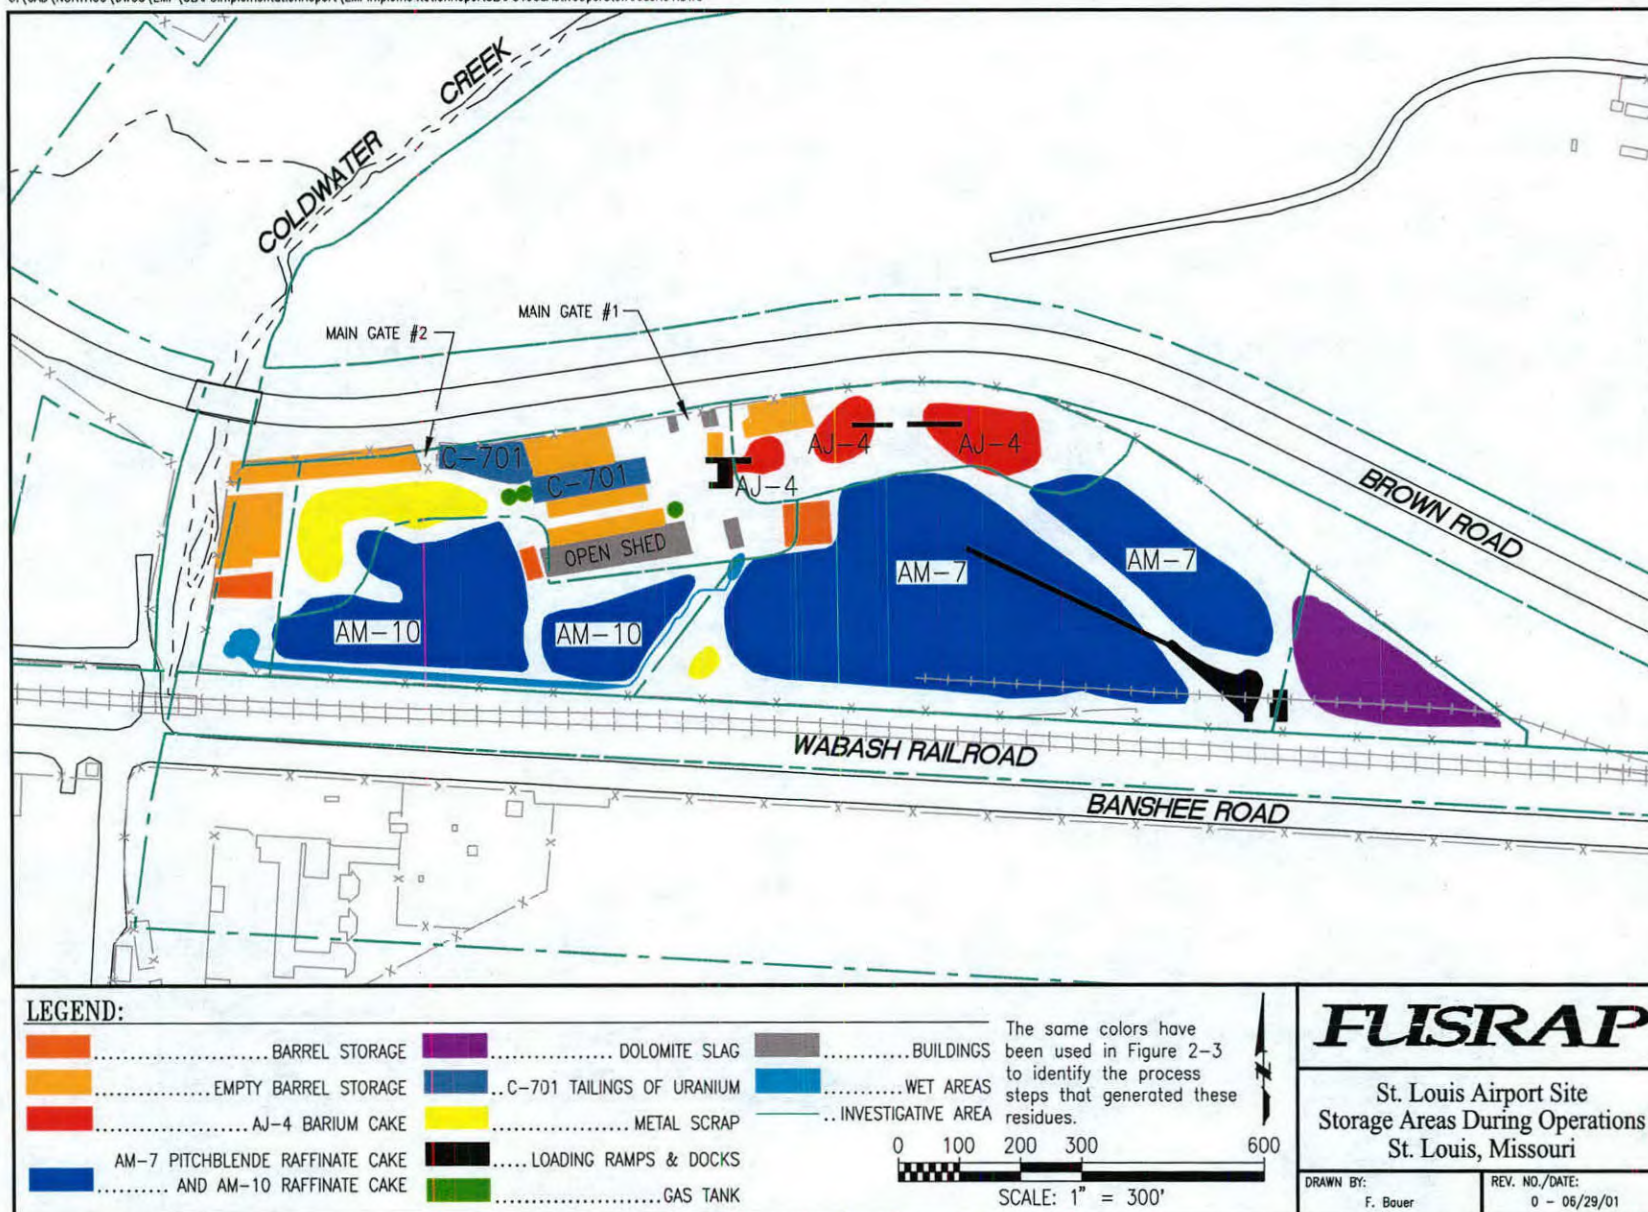 COLDWATER CREEK
MAIN GATE #1
MAIN GATE #2
C-701
C-701
AJ-4
AJ-4
AJ-4
OPEN SHED
AM-7
AM-7
AM-10
AM-10
BROWN ROAD
WABASH RAILROAD
BANSHEE ROAD
LEGEND:
BARREL STORAGE
EMPTY BARREL STORAGE
AJ-4 BARIUM CAKE
AM-7 PITCHBLENDE RAFFINATE CAKE
AND AM-10 RAFFINATE CAKE
DOLOMITE SLAG
C-701 TAILINGS OF URANIUM
METAL SCRAP
LOADING RAMPS & DOCKS
GAS TANK
BUILDINGS
WET AREAS
INVESTIGATIVE AREA
The same colors have
been used in Figure 2-3
to identify the process
steps that generated these
residues.
N
0 100 200 300 600
SCALE: 1" = 300'
FUSRAP
St. Louis Airport Site
Storage Areas During Operations
St. Louis, Missouri
DRAWN BY:
F. Bauer
REV. NO./DATE:
0 - 06/29/01